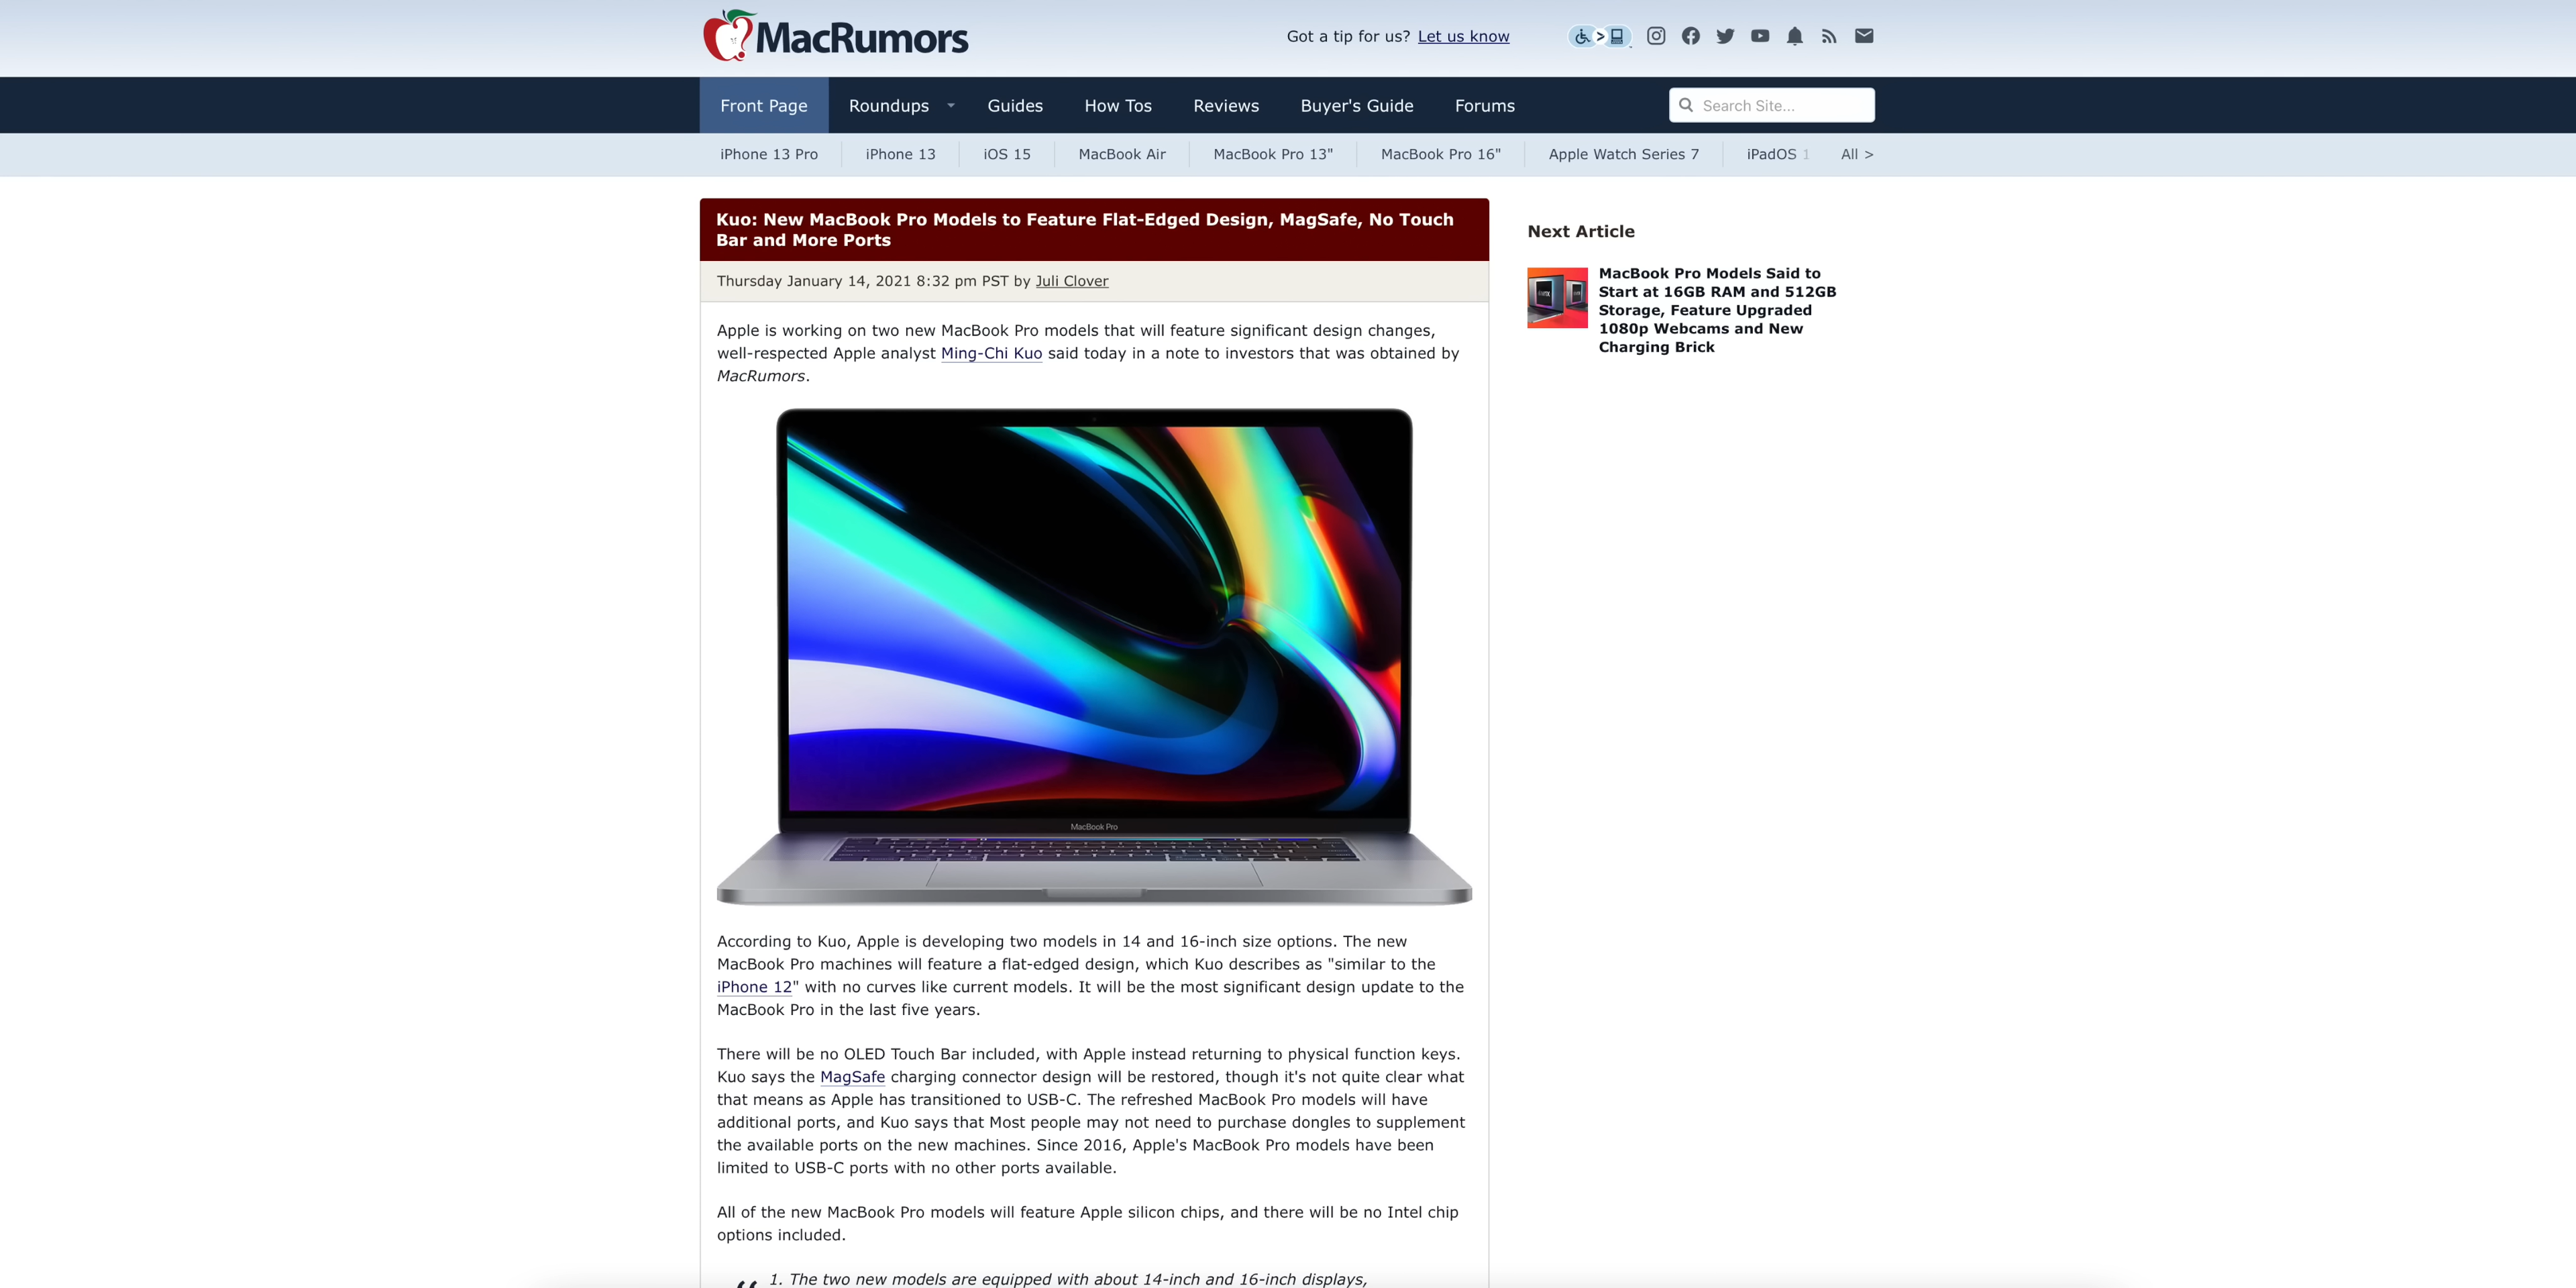 MacRumors
Got a tip for us? Let us know
Front Page
Roundups
Guides
How Tos
Reviews
Buyer's Guide
Forums
Search Site...
iPhone 13 Pro
iPhone 13
iOS 15
MacBook Air
MacBook Pro 13"
MacBook Pro 16"
Apple Watch Series 7
iPadOS 1
All >
Kuo: New MacBook Pro Models to Feature Flat-Edged Design, MagSafe, No Touch
Bar and More Ports
Thursday January 14, 2021 8:32 pm PST by Juli Clover
Apple is working on two new MacBook Pro models that will feature significant design changes,
well-respected Apple analyst Ming-Chi Kuo said today in a note to investors that was obtained by
MacRumors.
MacBook Pro
According to Kuo, Apple is developing two models in 14 and 16-inch size options. The new
MacBook Pro machines will feature a flat-edged design, which Kuo describes as "similar to the
iPhone 12" with no curves like current models. It will be the most significant design update to the
MacBook Pro in the last five years.
There will be no OLED Touch Bar included, with Apple instead returning to physical function keys.
Kuo says the MagSafe charging connector design will be restored, though it's not quite clear what
that means as Apple has transitioned to USB-C. The refreshed MacBook Pro models will have
additional ports, and Kuo says that Most people may not need to purchase dongles to supplement
the available ports on the new machines. Since 2016, Apple's MacBook Pro models have been
limited to USB-C ports with no other ports available.
All of the new MacBook Pro models will feature Apple silicon chips, and there will be no Intel chip
options included.
1. The two new models are equipped with about 14-inch and 16-inch displays,
Next Article
MacBook Pro Models Said to
Start at 16GB RAM and 512GB
Storage, Feature Upgraded
1080p Webcams and New
Charging Brick